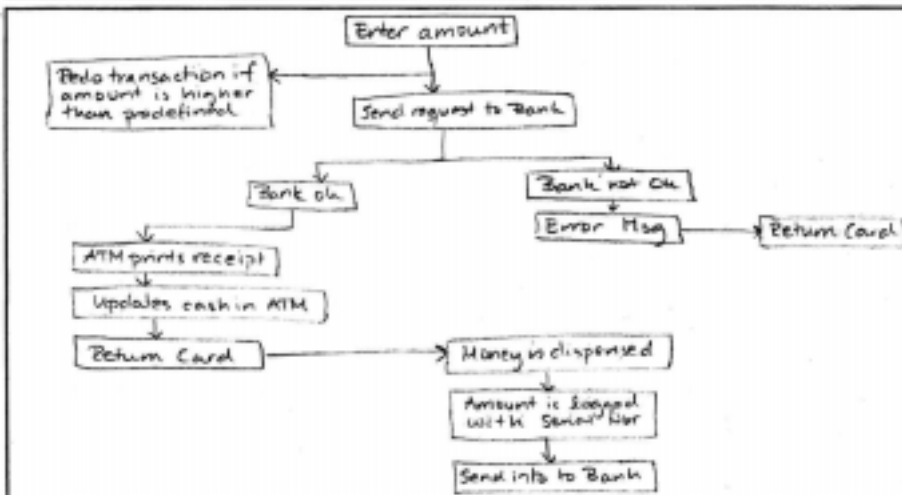 Enter amount
Redo transaction if
amount is higher
than predefined
Send request to Bank
Bank ok
Bank not Ok
Error Msg
Return Card
ATM prints receipt
Updates cash in ATM
Return Card
Money is dispensed
Amount is logged
with Serial Nbr
Send info to Bank